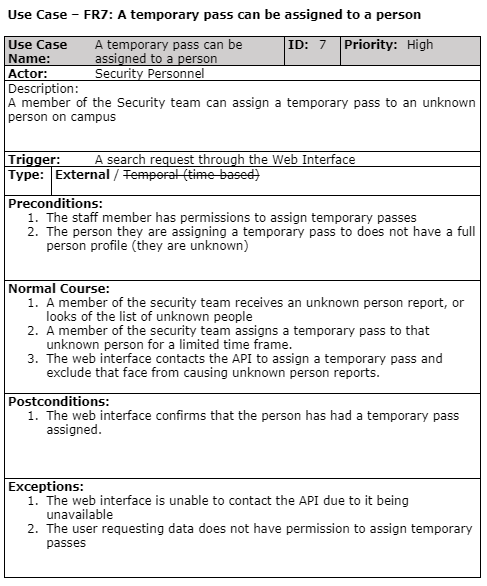 Use Case – FR7: A temporary pass can be assigned to a person
Use Case Name: A temporary pass can be assigned to a person ID: 7 Priority: High
Actor: Security Personnel
Description:
A member of the Security team can assign a temporary pass to an unknown
person on campus
Trigger: A search request through the Web Interface
Type: External / Temporal (time-based)
Preconditions:
1. The staff member has permissions to assign temporary passes
2. The person they are assigning a temporary pass to does not have a full
person profile (they are unknown)
Normal Course:
1. A member of the security team receives an unknown person report, or
looks of the list of unknown people
2. A member of the security team assigns a temporary pass to that
unknown person for a limited time frame.
3. The web interface contacts the API to assign a temporary pass and
exclude that face from causing unknown person reports.
Postconditions:
1. The web interface confirms that the person has had a temporary pass
assigned.
Exceptions:
1. The web interface is unable to contact the API due to it being
unavailable
2. The user requesting data does not have permission to assign temporary
passes